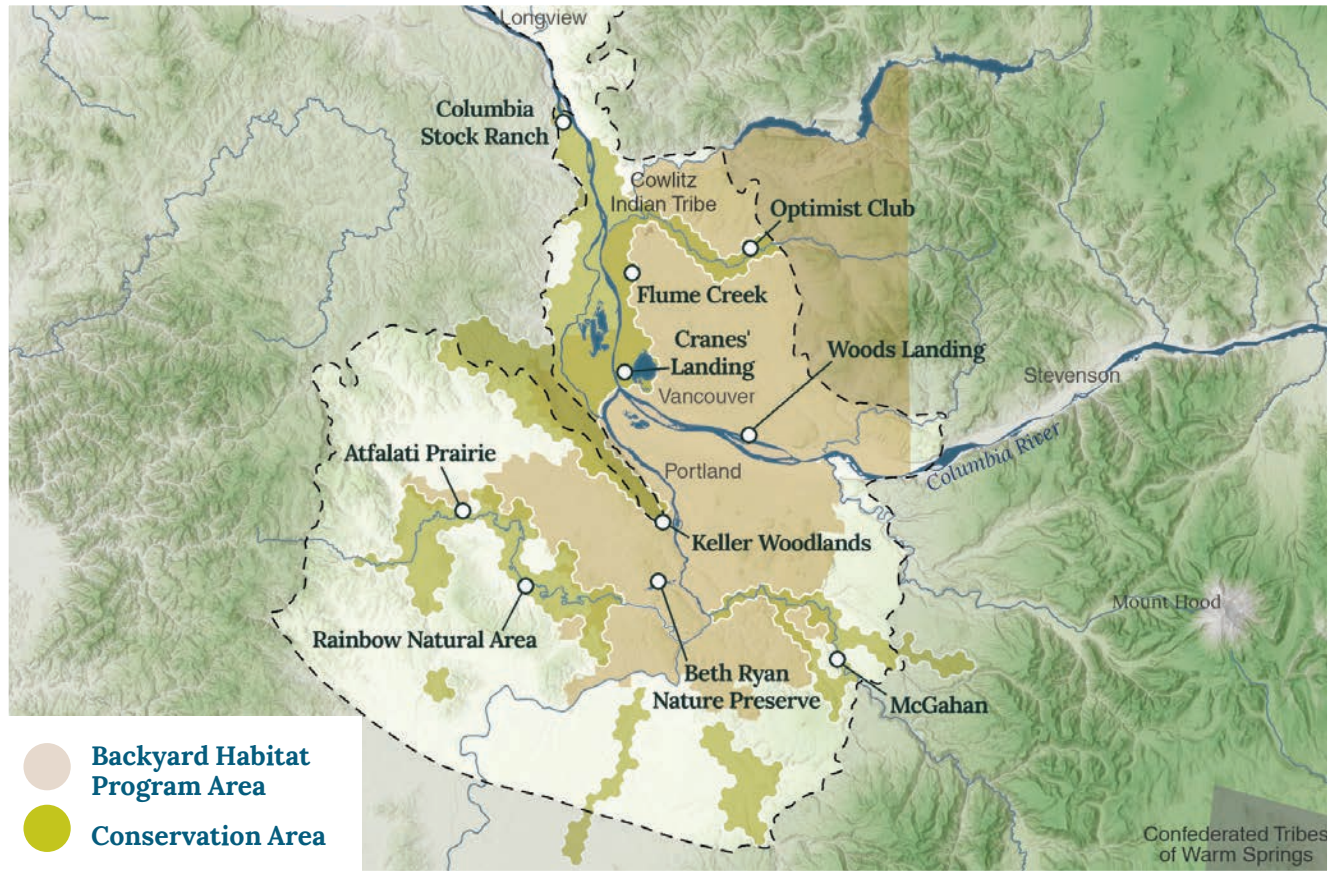 Longview
Columbia
Stock Ranch
Cowlitz
Indian Tribe
Optimist Club
Flume Creek
Cranes'
Landing
Woods Landing
Vancouver
Stevenson
Columbia River
Atfalati Prairie
Portland
Keller Woodlands
Mount Hood
Rainbow Natural Area
Beth Ryan
Nature Preserve
McGahan
Backyard Habitat
Program Area
Conservation Area
Confederated Tribes
of Warm Springs